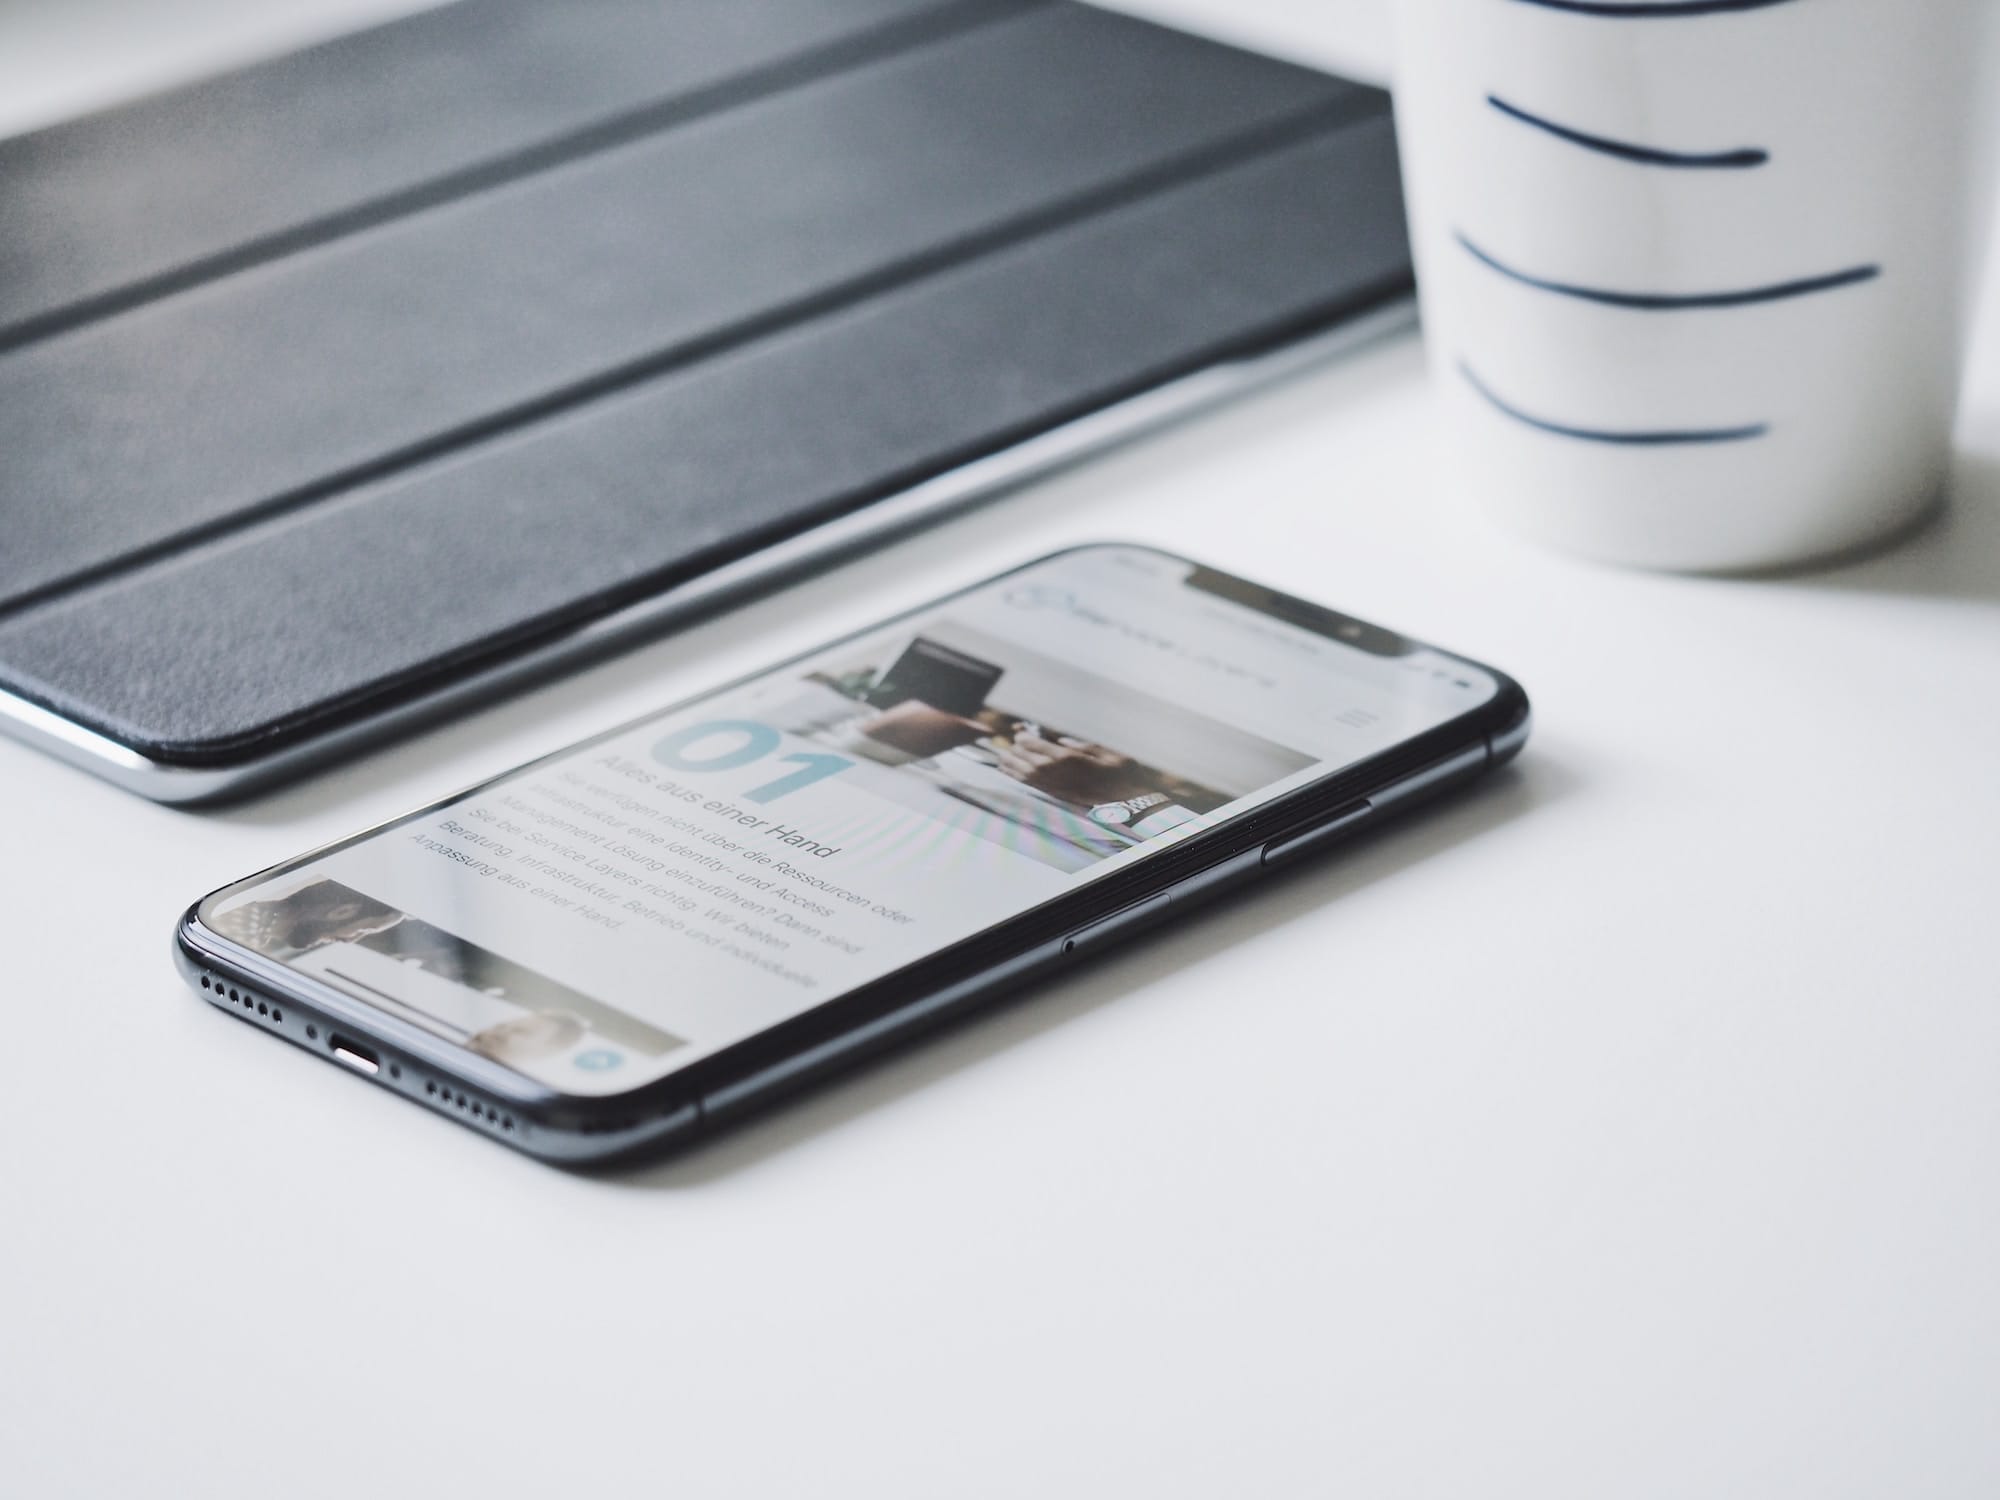 Service Layers
01
Alles aus einer Hand
Sie verfügen nicht über die Ressourcen oder
Infrastruktur eine Identity- und Access
Management Lösung einzuführen? Dann sind
Sie bei Service Layers richtig. Wir bieten
Beratung, Infrastruktur, Betrieb und individuelle
Anpassung aus einer Hand.